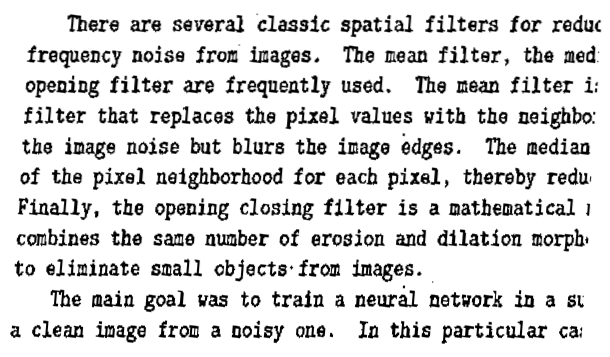 There are several classic spatial filters for reduc
frequency noise from images. The mean filter, the med
opening filter are frequently used. The mean filter i
filter that replaces the pixel values with the neighbo
the image noise but blurs the image edges. The median
of the pixel neighborhood for each pixel, thereby redu
Finally, the opening closing filter is a mathematical
combines the same number of erosion and dilation morph
to eliminate small objects from images.
The main goal was to train a neural network in a su
a clean image from a noisy one. In this particular ca